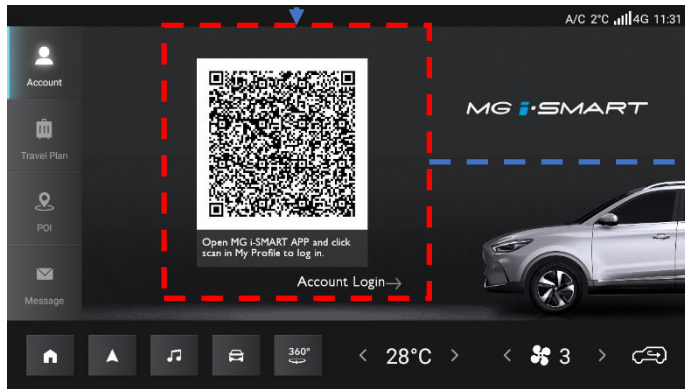 A/C 2°C 4G 11:31
Account
MG i·SMART
Travel Plan
POI
Open MG i-SMART APP and click
scan in My Profile to log in.
Account Login→
Message
360°
< 28°C >
< 3 >